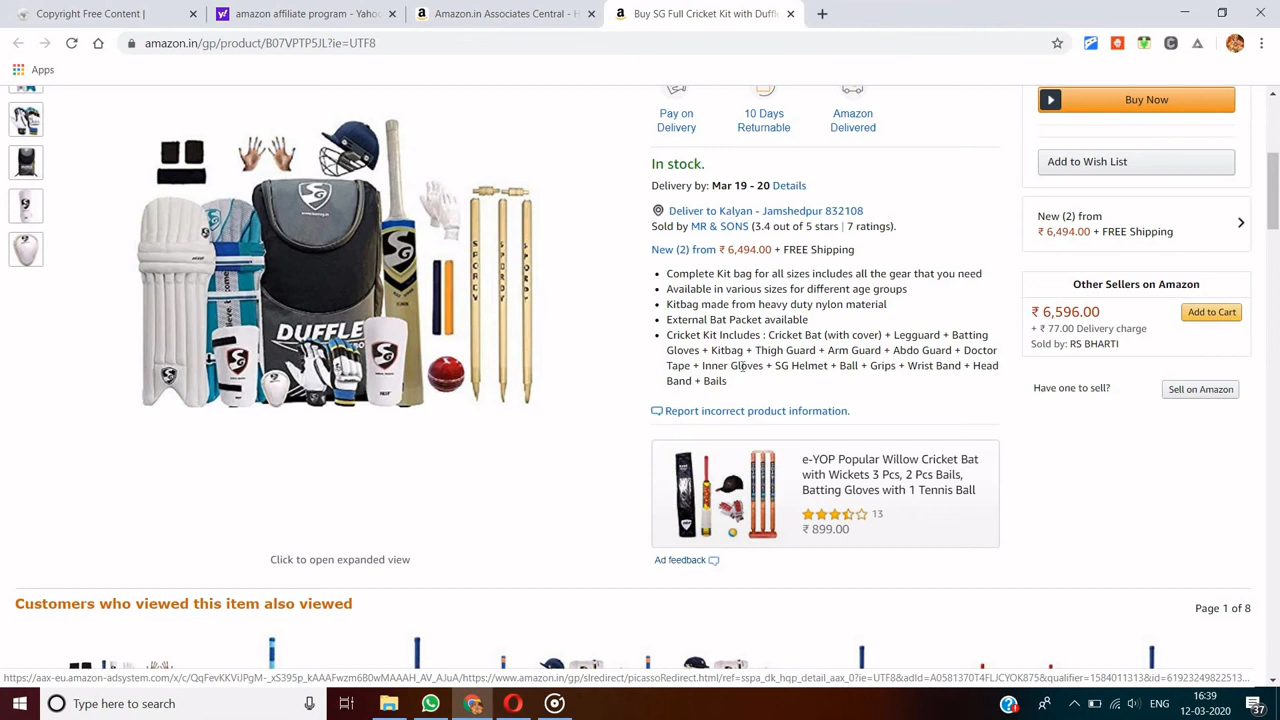 Copyright Free Cricket Kit |
amazon affiliate program - Yahoo
Amazon.in Associates Central - H
Buy SG Full Cricket Kit with Duffle
amazon.in/gp/product/B07VPTP5JL?ie=UTF8
Apps
Pay on Delivery
10 Days Returnable
Amazon Delivered
Buy Now
Add to Wish List
In stock.
Delivery by: Mar 19 - 20 Details
Deliver to Kalyan - Jamshedpur 832108
Sold by MR & SONS (3.4 out of 5 stars | 7 ratings).
New (2) from ₹ 6,494.00 + FREE Shipping
New (2) from
₹ 6,494.00 + FREE Shipping
• Complete Kit bag for all sizes includes all the gear that you need
• Available in various sizes for different age groups
• Kitbag made from heavy duty nylon material
• External Bat Packet available
• Cricket Kit Includes : Cricket Bat (with cover) + Legguard + Batting
Gloves + Kitbag + Thigh Guard + Arm Guard + Abdo Guard + Doctor
Tape + Inner Gloves + SG Helmet + Ball + Grips + Wrist Band + Head
Band + Bails
Report incorrect product information.
Other Sellers on Amazon
₹ 6,596.00
Add to Cart
+ ₹ 77.00 Delivery charge
Sold by: RS BHARTI
Have one to sell?
Sell on Amazon
SG
DUFFLE
SPORTY
SPORTY
SPORTY
e-YOP Popular Willow Cricket Bat
with Wickets 3 Pcs, 2 Pcs Bails,
Batting Gloves with 1 Tennis Ball
13
₹ 899.00
Ad feedback
Click to open expanded view
Customers who viewed this item also viewed
Page 1 of 8
Type here to search
ENG
16:39
12-03-2020
37